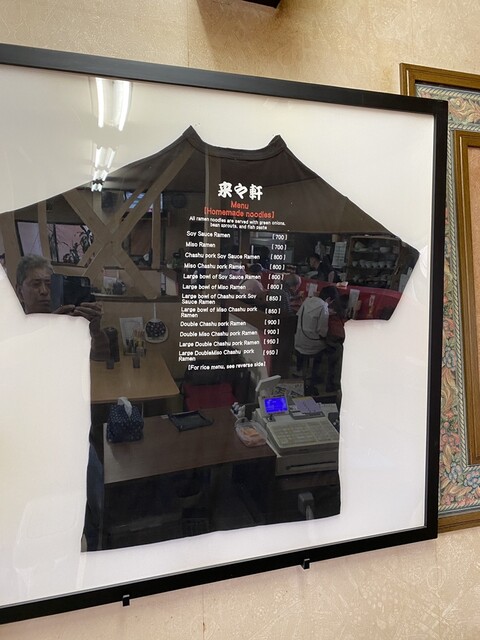 来々軒
Menu
[Homemade noodles]
All ramen noodles are served with green onions,
bean sprouts, and fish paste
Soy Sauce Ramen [700]
Miso Ramen [700]
Chashu pork Soy Sauce Ramen [800]
Miso Chashu pork Ramen [800]
Large bowl of Soy Sauce Ramen [800]
Large bowl of Miso Ramen [800]
Large bowl of Chashu pork Soy [850]
Sauce Ramen
Large bowl of Miso Chashu pork [850]
Ramen
Double Chashu pork Ramen [900]
Double Miso Chashu pork Ramen [900]
Large Double Chashu pork Ramen [950]
Large DoubleMiso Chashu pork [950]
Ramen
[For rice menu, see reverse side]